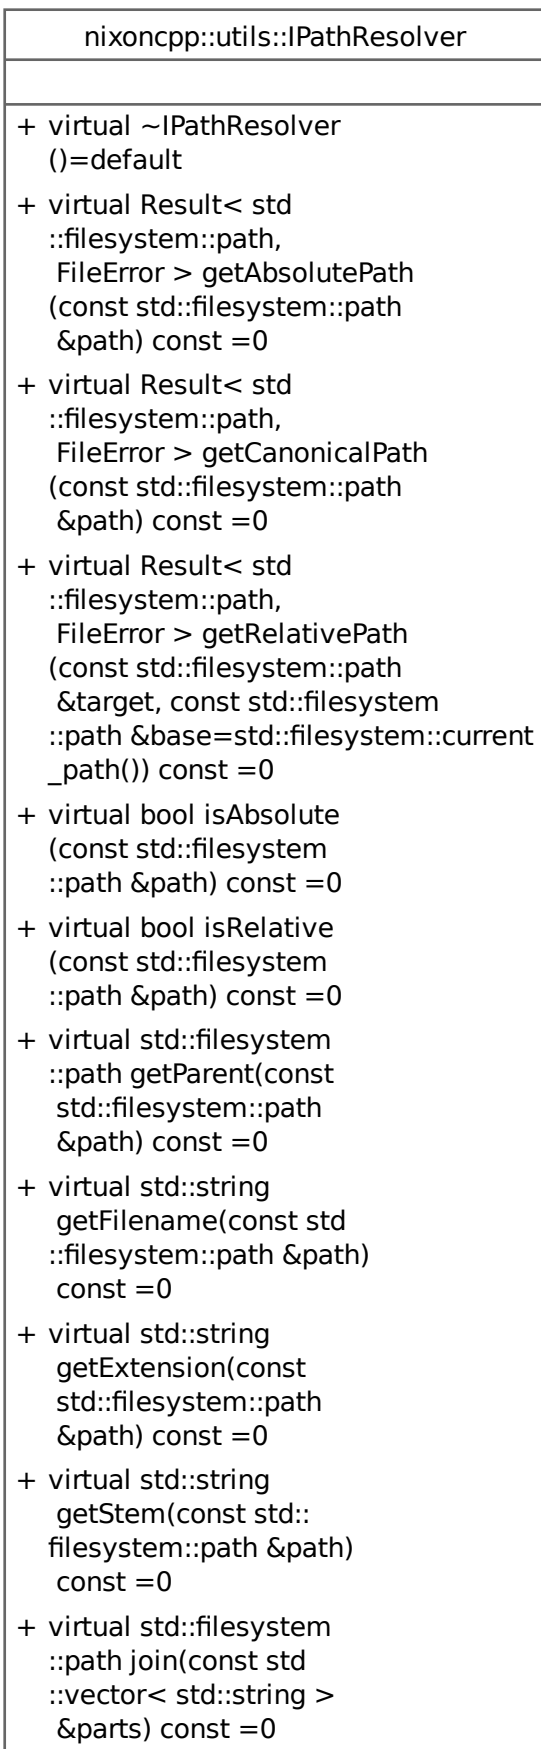 nixoncpp::utils::IPathResolver
+ virtual ~IPathResolver
()=default
+ virtual Result< std
::filesystem::path,
FileError > getAbsolutePath
(const std::filesystem::path
&path) const =0
+ virtual Result< std
::filesystem::path,
FileError > getCanonicalPath
(const std::filesystem::path
&path) const =0
+ virtual Result< std
::filesystem::path,
FileError > getRelativePath
(const std::filesystem::path
&target, const std::filesystem
::path &base=std::filesystem::current
_path()) const =0
+ virtual bool isAbsolute
(const std::filesystem
::path &path) const =0
+ virtual bool isRelative
(const std::filesystem
::path &path) const =0
+ virtual std::filesystem
::path getParent(const
std::filesystem::path
&path) const =0
+ virtual std::string
getFilename(const std
::filesystem::path &path)
const =0
+ virtual std::string
getExtension(const
std::filesystem::path
&path) const =0
+ virtual std::string
getStem(const std::
filesystem::path &path)
const =0
+ virtual std::filesystem
::path join(const std
::vector< std::string >
&parts) const =0